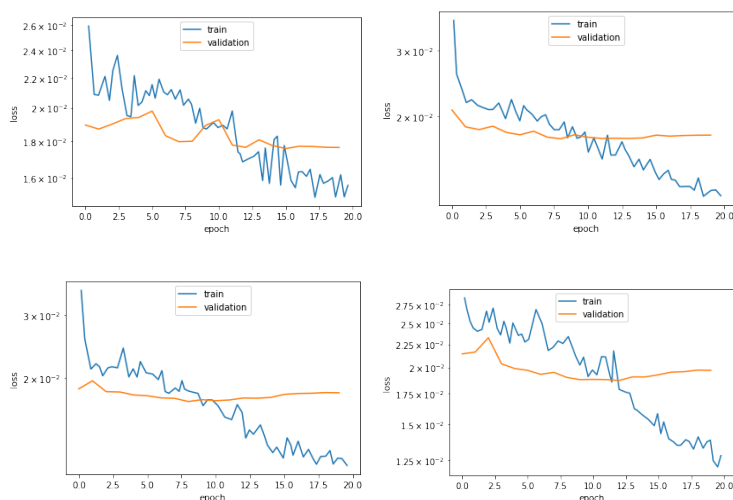 2.6 × 10⁻²
2.4 × 10⁻²
2.2 × 10⁻²
2 × 10⁻²
1.8 × 10⁻²
1.6 × 10⁻²
loss
train
validation
0.0 2.5 5.0 7.5 10.0 12.5 15.0 17.5 20.0
epoch
3 × 10⁻²
2 × 10⁻²
loss
train
validation
0.0 2.5 5.0 7.5 10.0 12.5 15.0 17.5 20.0
epoch
3 × 10⁻²
2 × 10⁻²
loss
train
validation
0.0 2.5 5.0 7.5 10.0 12.5 15.0 17.5 20.0
epoch
2.75 × 10⁻²
2.5 × 10⁻²
2.25 × 10⁻²
2 × 10⁻²
1.75 × 10⁻²
1.5 × 10⁻²
1.25 × 10⁻²
loss
train
validation
0.0 2.5 5.0 7.5 10.0 12.5 15.0 17.5 20.0
epoch